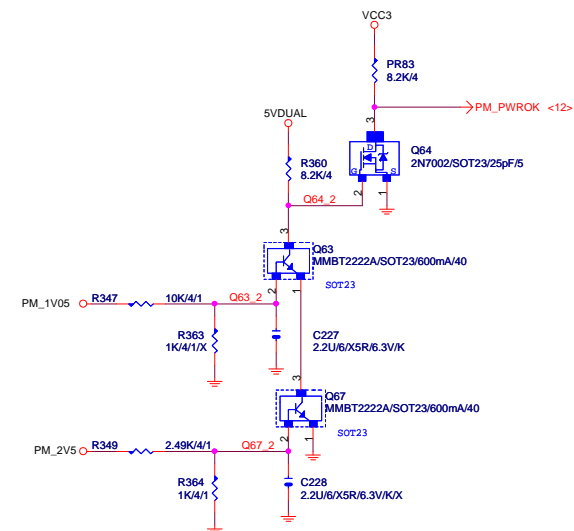 VCC3
PR83
8.2K/4
PM_PWROK <12>
5VDUAL
3
D
Q64
2N7002/SOT23/25pF/5
R360
8.2K/4
G
S
Q64_2
2
1
3
Q63
MMBT2222A/SOT23/600mA/40
SOT23
2
1
PM_1V05
R347
10K/4/1
Q63_2
R363
1K/4/1/X
C227
2.2U/6/X5R/6.3V/K
3
Q67
MMBT2222A/SOT23/600mA/40
SOT23
2
1
PM_2V5
R349
2.49K/4/1
Q67_2
R364
1K/4/1
C228
2.2U/6/X5R/6.3V/K/X